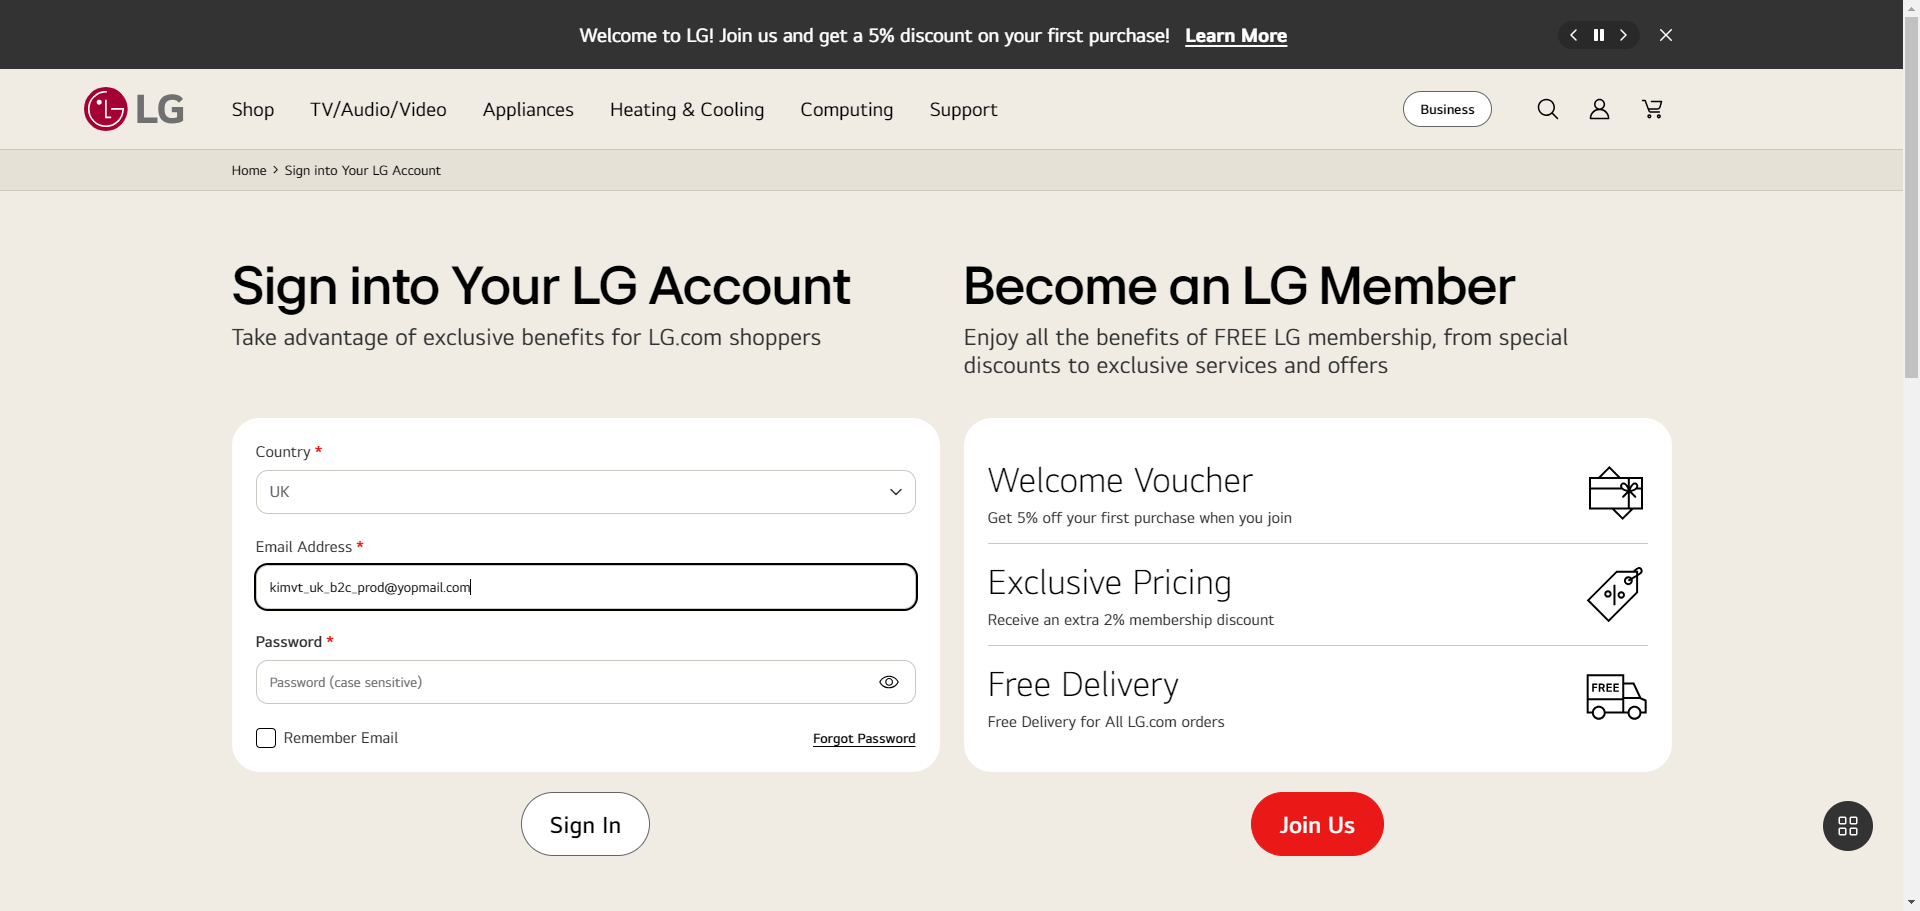 Welcome to LG! Join us and get a 5% discount on your first purchase! Learn More
LG
Shop TV/Audio/Video Appliances Heating & Cooling Computing Support Business
Home > Sign into Your LG Account
Sign into Your LG Account
Take advantage of exclusive benefits for LG.com shoppers
Country *
UK
Email Address *
kimvt_uk_b2c_prod@yopmail.com
Password *
Password (case sensitive)
Remember Email Forgot Password
Sign In
Become an LG Member
Enjoy all the benefits of FREE LG membership, from special
discounts to exclusive services and offers
Welcome Voucher
Get 5% off your first purchase when you join
Exclusive Pricing
Receive an extra 2% membership discount
Free Delivery
Free Delivery for All LG.com orders
FREE
Join Us